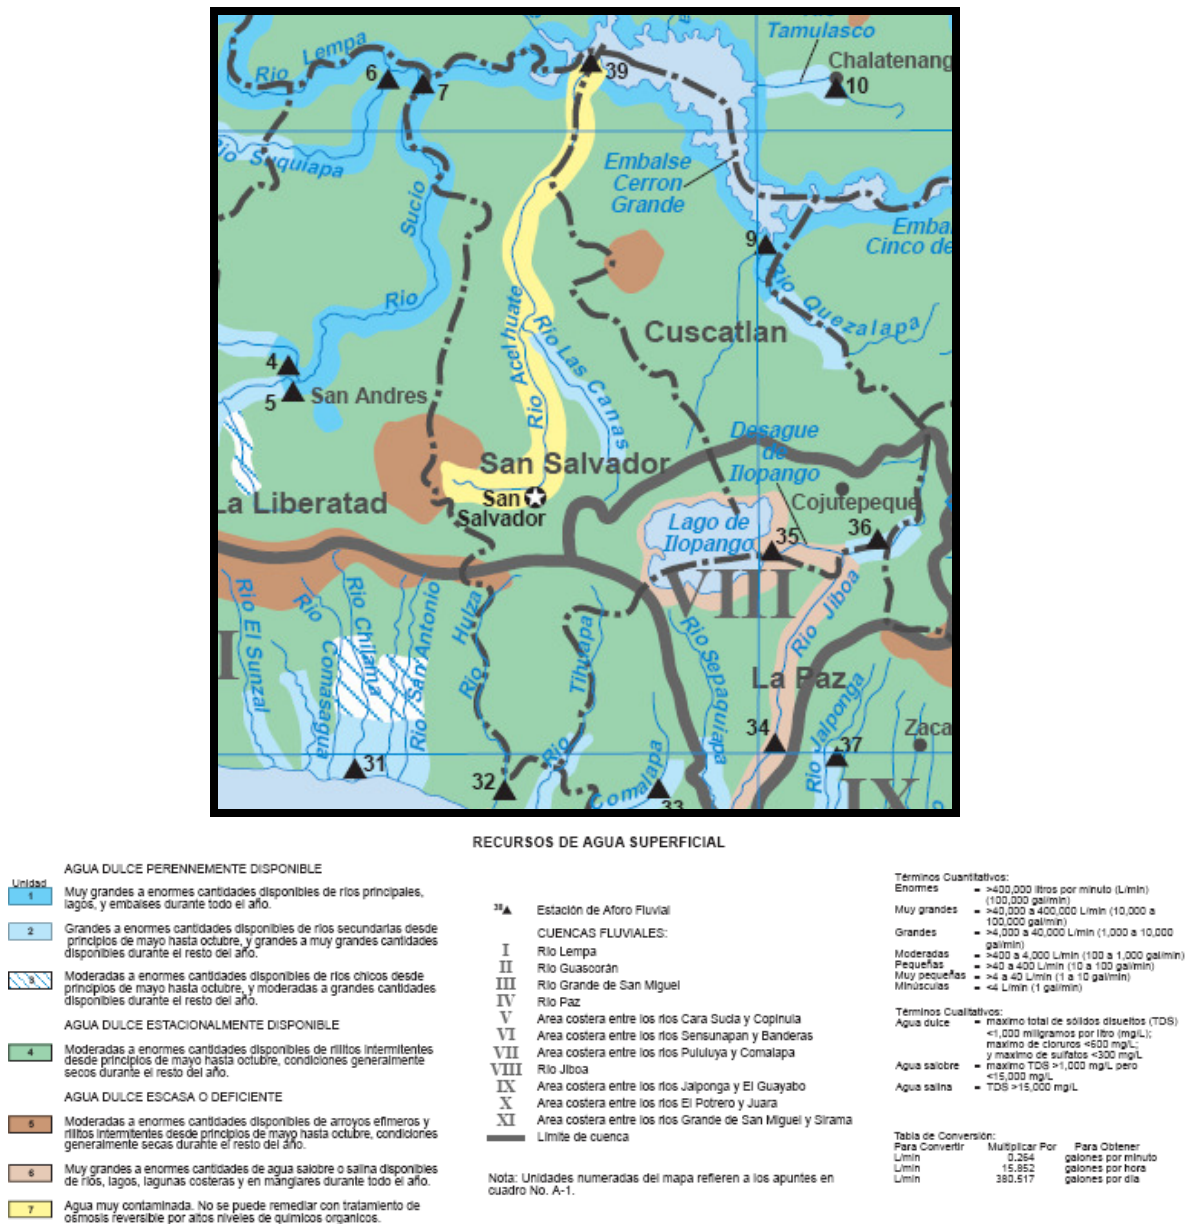 Rio Lempa
6
7
39
Rio
Tamulasco
Chalatenang
10
Rio Suquiapa
Sucio
Rio
Embalse
Cerron
Grande
9
Embal
Cinco de
Rio Quezalapa
Rio Acelhuate
Rio Las Canas
Cuscatlan
4
5
San Andres
Desague
de
Ilopango
San Salvador
San
Salvador
La Liberatad
Cojutepeque
Lago de
Ilopango
35
36
VIII
I
Rio El Sunzal
Rio Comasagua
Rio Chilama
Rio San Antonio
Rio Huiza
Rio Tihuapa
Rio Sepaquiapa
Rio Jiboa
La Paz
Rio Jalponga
Zaca
31
32
Rio Comalapa
33
34
37
IX
RECURSOS DE AGUA SUPERFICIAL
AGUA DULCE PERENNEMENTE DISPONIBLE
Unidad
1
Muy grandes a enormes cantidades disponibles de ríos principales,
lagos, y embalses durante todo el año.
2
Grandes a enormes cantidades disponibles de ríos secundarias desde
principios de mayo hasta octubre, y grandes a muy grandes cantidades
disponibles durante el resto del año.
3
Moderadas a enormes cantidades disponibles de ríos chicos desde
principios de mayo hasta octubre, y moderadas a grandes cantidades
disponibles durante el resto del año.
AGUA DULCE ESTACIONALMENTE DISPONIBLE
4
Moderadas a enormes cantidades disponibles de riílitos intermitentes
desde principios de mayo hasta octubre, condiciones generalmente
secos durante el resto del año.
AGUA DULCE ESCASA O DEFICIENTE
5
Moderadas a enormes cantidades disponibles de arroyos efímeros y
riílitos intermitentes desde principios de mayo hasta octubre, condiciones
generalmente secas durante el resto del año.
6
Muy grandes a enormes cantidades de agua salobre o salina disponibles
de ríos, lagos, lagunas costeras y en manglares durante todo el año.
7
Agua muy contaminada. No se puede remediar con tratamiento de
osmosis reversible por altos niveles de químicos organicos.
38 Estación de Aforo Fluvial
CUENCAS FLUVIALES:
I Río Lempa
II Río Guascorán
III Río Grande de San Miguel
IV Río Paz
V Area costera entre los ríos Cara Sucia y Copinula
VI Area costera entre los ríos Sensunapan y Banderas
VII Area costera entre los ríos Pululuya y Comalapa
VIII Río Jiboa
IX Area costera entre los ríos Jalponga y El Guayabo
X Area costera entre los ríos El Potrero y Juara
XI Area costera entre los ríos Grande de San Miguel y Sirama
Límite de cuenca
Nota: Unidades numeradas del mapa refieren a los apuntes en
cuadro No. A-1.
Términos Cuantitativos:
Enormes = >400,000 litros por minuto (L/min)
(100,000 gal/min)
Muy grandes = >40,000 a 400,000 L/min (10,000 a
100,000 gal/min)
Grandes = >4,000 a 40,000 L/min (1,000 a 10,000
gal/min)
Moderadas = >400 a 4,000 L/min (100 a 1,000 gal/min)
Pequeñas = >40 a 400 L/min (10 a 100 gal/min)
Muy pequeñas = >4 a 40 L/min (1 a 10 gal/min)
Minúsculas = <4 L/min (1 gal/min)
Términos Cualitativos:
Agua dulce = maximo total de sólidos disueltos (TDS)
<1,000 miligramos por litro (mg/L);
maximo de cloruros <600 mg/L;
y maximo de sulfatos <300 mg/L
Agua salobre = maximo TDS >1,000 mg/L pero
<15,000 mg/L
Agua salina = TDS >15,000 mg/L
Tabla de Conversión:
Para Convertir Multiplicar Por Para Obtener
L/min 0.264 galones por minuto
L/min 15.852 galones por hora
L/min 380.517 galones por dia